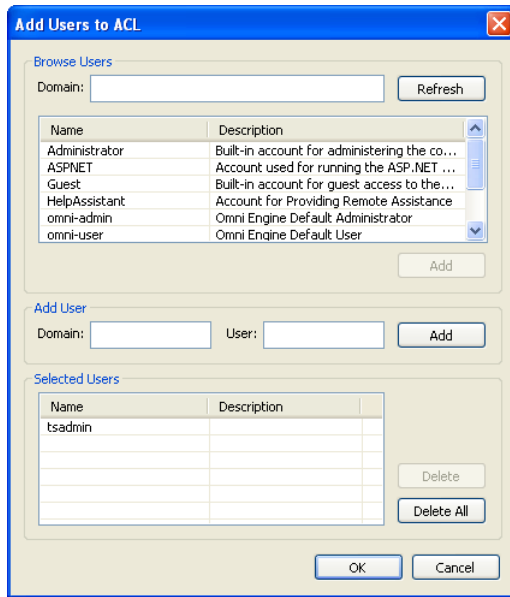 Add Users to ACL
Browse Users
Domain: Refresh
Name Description
Administrator Built-in account for administering the co...
ASPNET Account used for running the ASP.NET ...
Guest Built-in account for guest access to the...
HelpAssistant Account for Providing Remote Assistance
omni-admin Omni Engine Default Administrator
omni-user Omni Engine Default User
Add
Add User
Domain: User: Add
Selected Users
Name Description
tsadmin
Delete
Delete All
OK Cancel